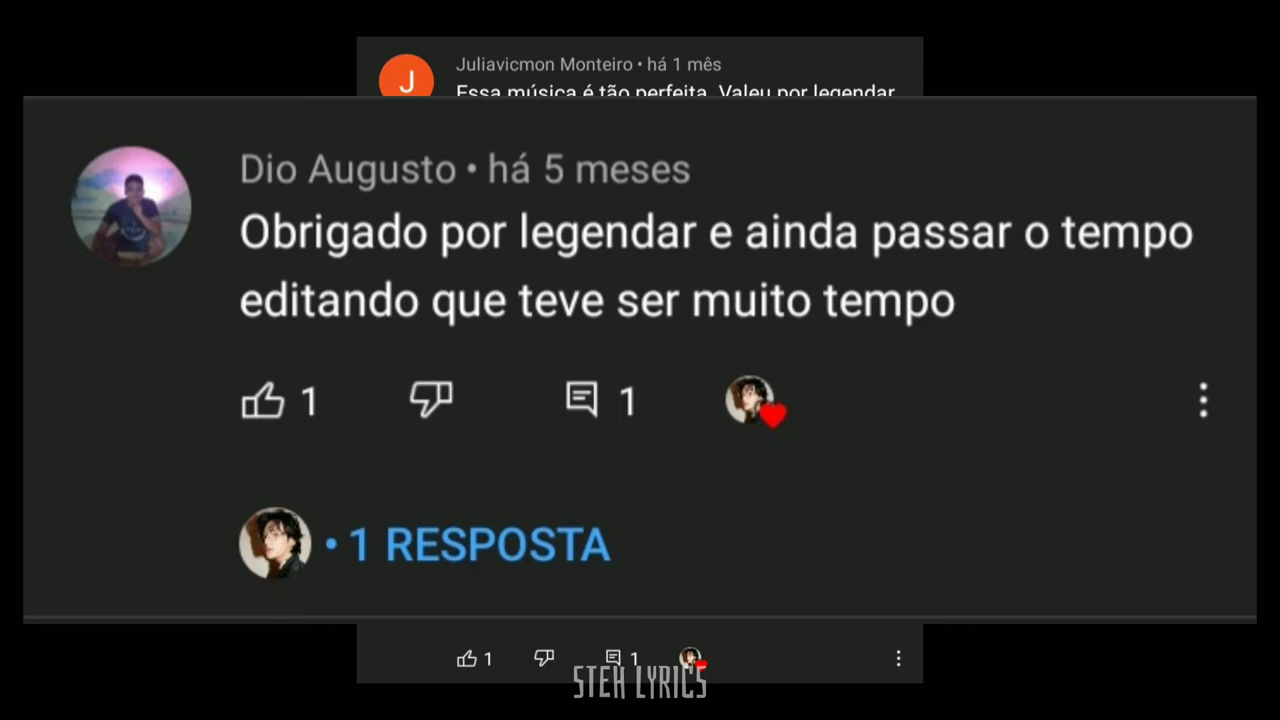 J
Juliavicmon Monteiro • há 1 mês
Essa música é tão perfeita. Valeu por legendar
Dio Augusto • há 5 meses
Obrigado por legendar e ainda passar o tempo
editando que teve ser muito tempo
1 1
• 1 RESPOSTA
1 1
STEH LYRICS